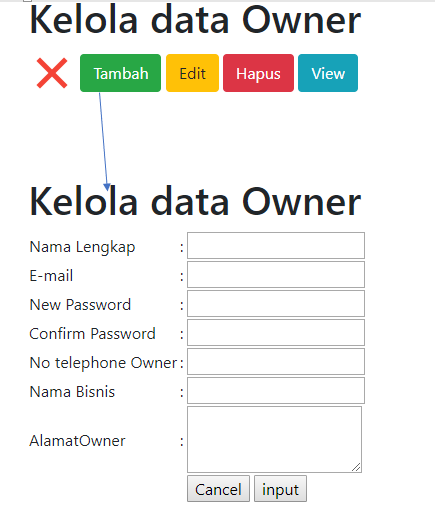 Kelola data Owner
Tambah Edit Hapus View
Kelola data Owner
Nama Lengkap :
E-mail :
New Password :
Confirm Password :
No telephone Owner :
Nama Bisnis :
AlamatOwner :
Cancel input